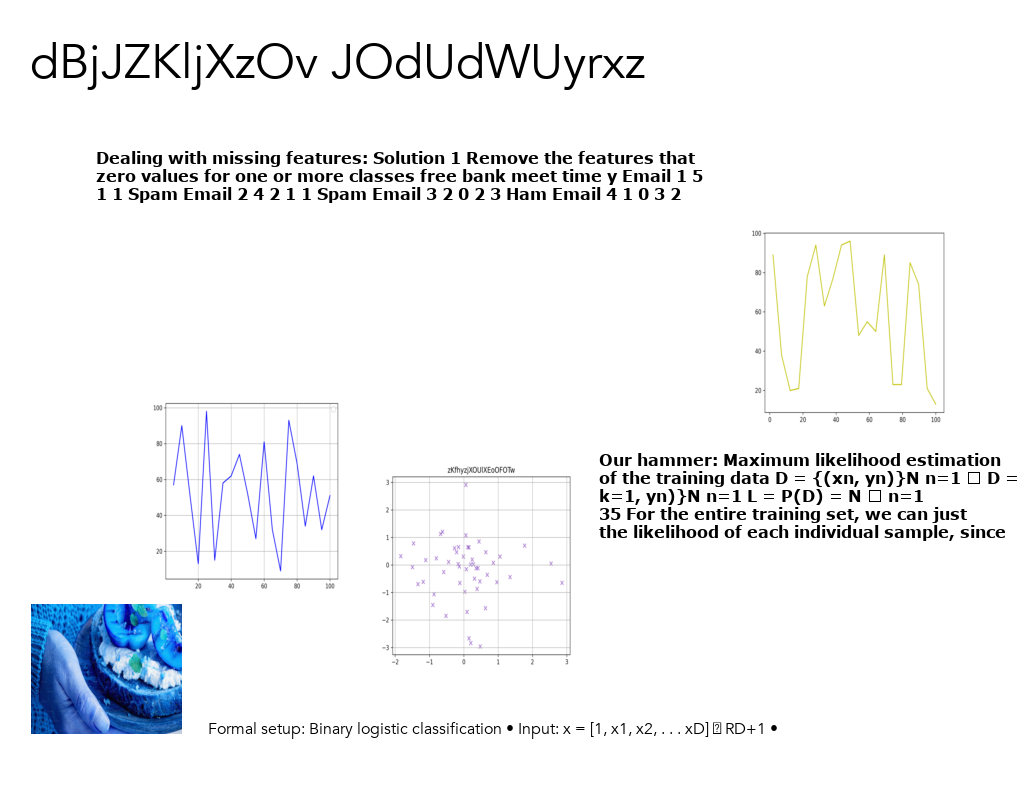 dBjJZKljXzOv JOdUdWUyrxz
Dealing with missing features: Solution 1 Remove the features that
zero values for one or more classes free bank meet time y Email 1 5
1 1 Spam Email 2 4 2 1 1 Spam Email 3 2 0 2 3 Ham Email 4 1 0 3 2
100
80
60
40
20
0 20 40 60 80 100
100
80
60
40
20
20 40 60 80 100
zKfhyzjXDUIXEoOFOTw
3
2
1
0
−1
−2
−3
−2 −1 0 1 2 3
Our hammer: Maximum likelihood estimation
of the training data D = {(xn, yn)}N n=1 □ D =
k=1, yn)}N n=1 L = P(D) = N □ n=1
35 For the entire training set, we can just
the likelihood of each individual sample, since
Formal setup: Binary logistic classification • Input: x = [1, x1, x2, . . . xD] RD+1 •